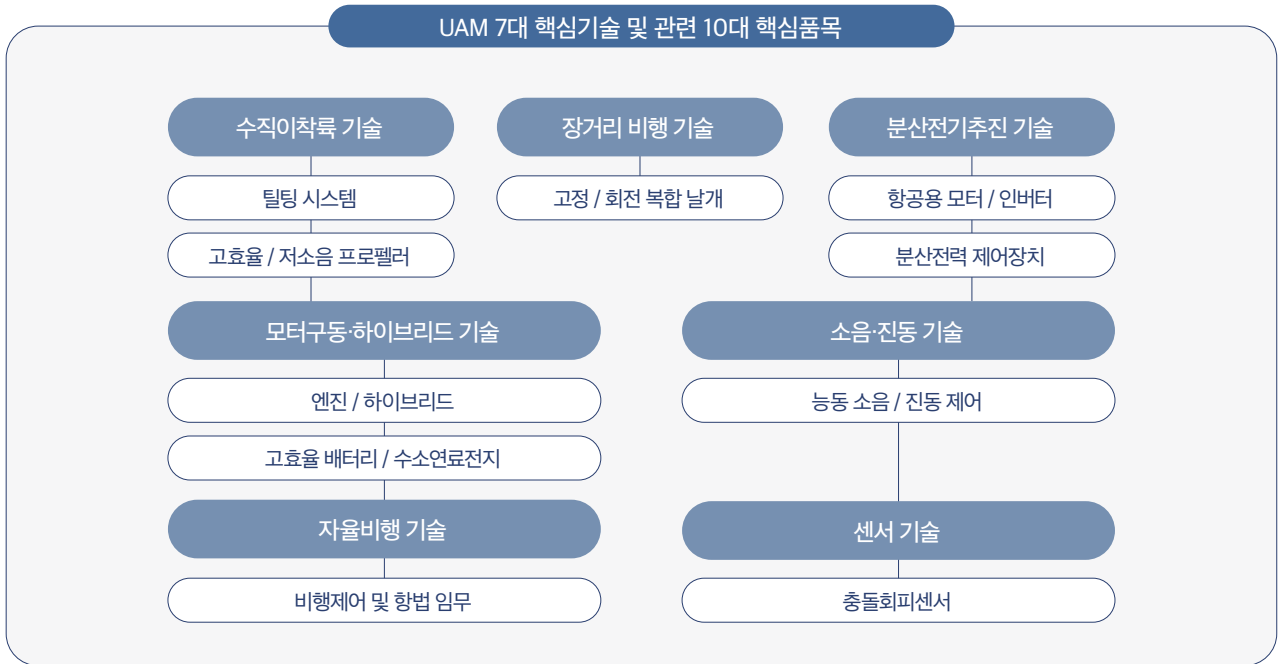 UAM 7대 핵심기술 및 관련 10대 핵심품목
수직이착륙 기술
장거리 비행 기술
분산전기추진 기술
틸팅 시스템
고정 / 회전 복합 날개
항공용 모터 / 인버터
고효율 / 저소음 프로펠러
분산전력 제어장치
모터구동·하이브리드 기술
소음·진동 기술
엔진 / 하이브리드
능동 소음 / 진동 제어
고효율 배터리 / 수소연료전지
자율비행 기술
센서 기술
비행제어 및 항법 임무
충돌회피센서